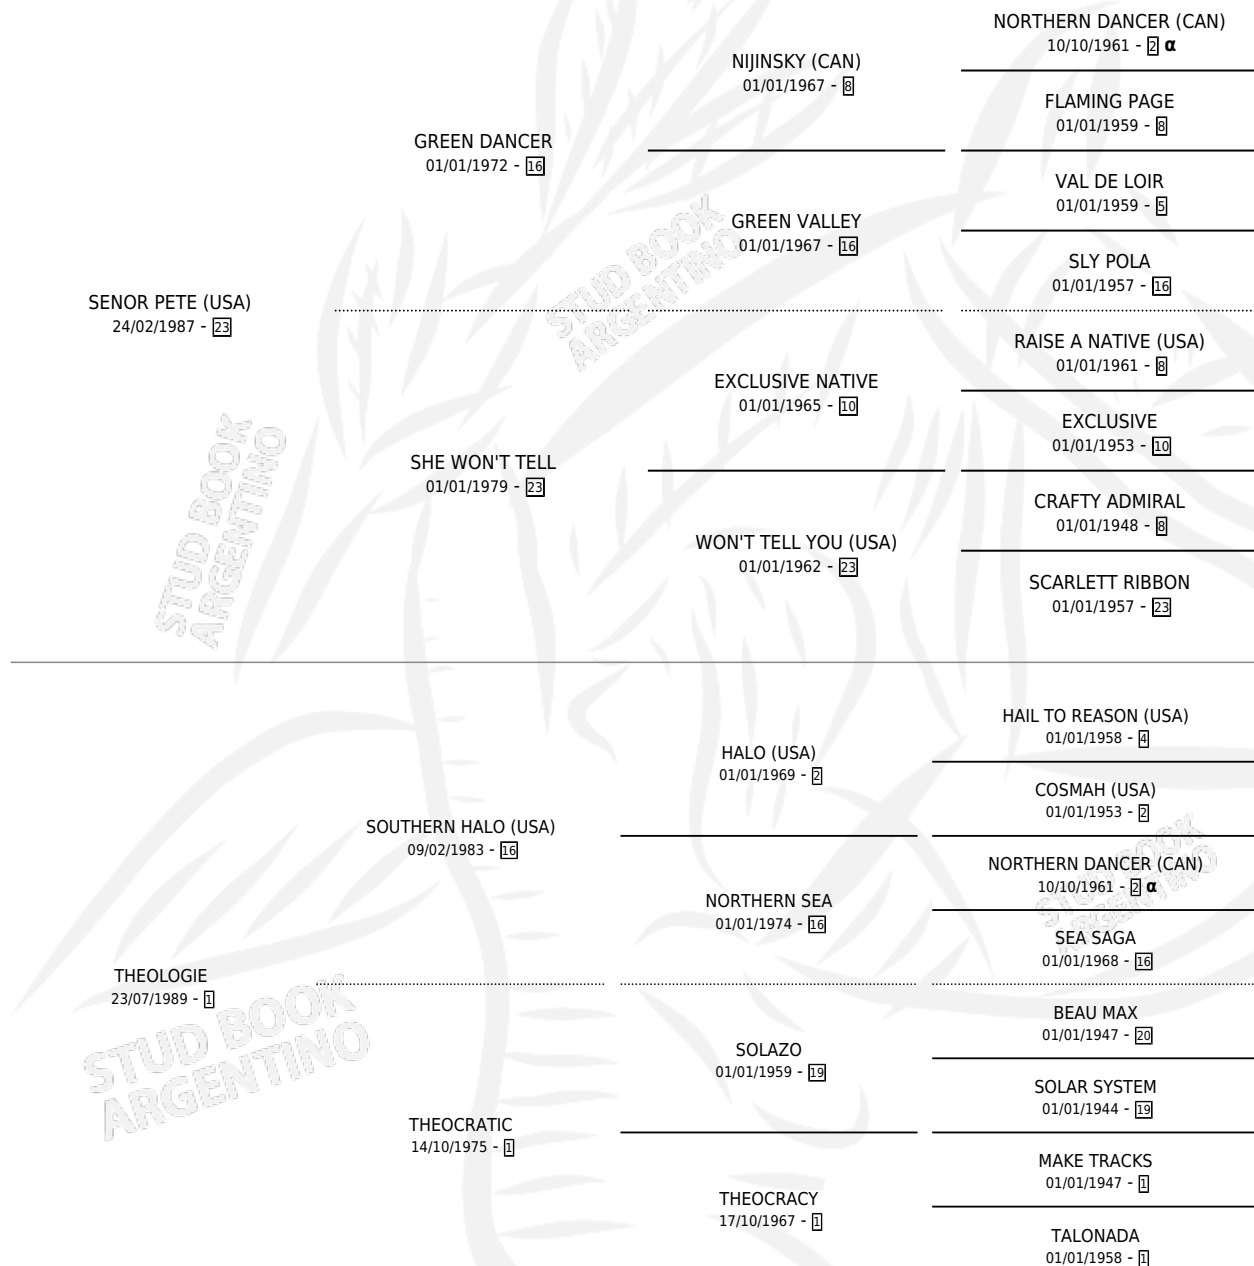 NORTHERN DANCER (CAN)
10/10/1961 - 2 α
NIJINSKY (CAN)
01/01/1967 - 8
FLAMING PAGE
01/01/1959 - 8
GREEN DANCER
01/01/1972 - 16
VAL DE LOIR
01/01/1959 - 5
GREEN VALLEY
01/01/1967 - 16
SLY POLA
01/01/1957 - 16
SENOR PETE (USA)
24/02/1987 - 23
STUD BOOK
ARGENTINO
RAISE A NATIVE (USA)
01/01/1961 - 8
EXCLUSIVE NATIVE
01/01/1965 - 10
EXCLUSIVE
01/01/1953 - 10
SHE WON'T TELL
01/01/1979 - 23
STUD BOOK
ARGENTINO
CRAFTY ADMIRAL
01/01/1948 - 8
WON'T TELL YOU (USA)
01/01/1962 - 23
SCARLETT RIBBON
01/01/1957 - 23
HAIL TO REASON (USA)
01/01/1958 - 4
HALO (USA)
01/01/1969 - 2
COSMAH (USA)
01/01/1953 - 2
SOUTHERN HALO (USA)
09/02/1983 - 16
STUD BOOK
ARGENTINO
NORTHERN DANCER (CAN)
10/10/1961 - 2 α
NORTHERN SEA
01/01/1974 - 16
SEA SAGA
01/01/1968 - 16
THEOLOGIE
23/07/1989 - 1
STUD BOOK
ARGENTINO
BEAU MAX
01/01/1947 - 20
SOLAZO
01/01/1959 - 19
SOLAR SYSTEM
01/01/1944 - 19
THEOCRATIC
14/10/1975 - 1
MAKE TRACKS
01/01/1947 - 1
THEOCRACY
17/10/1967 - 1
TALONADA
01/01/1958 - 1